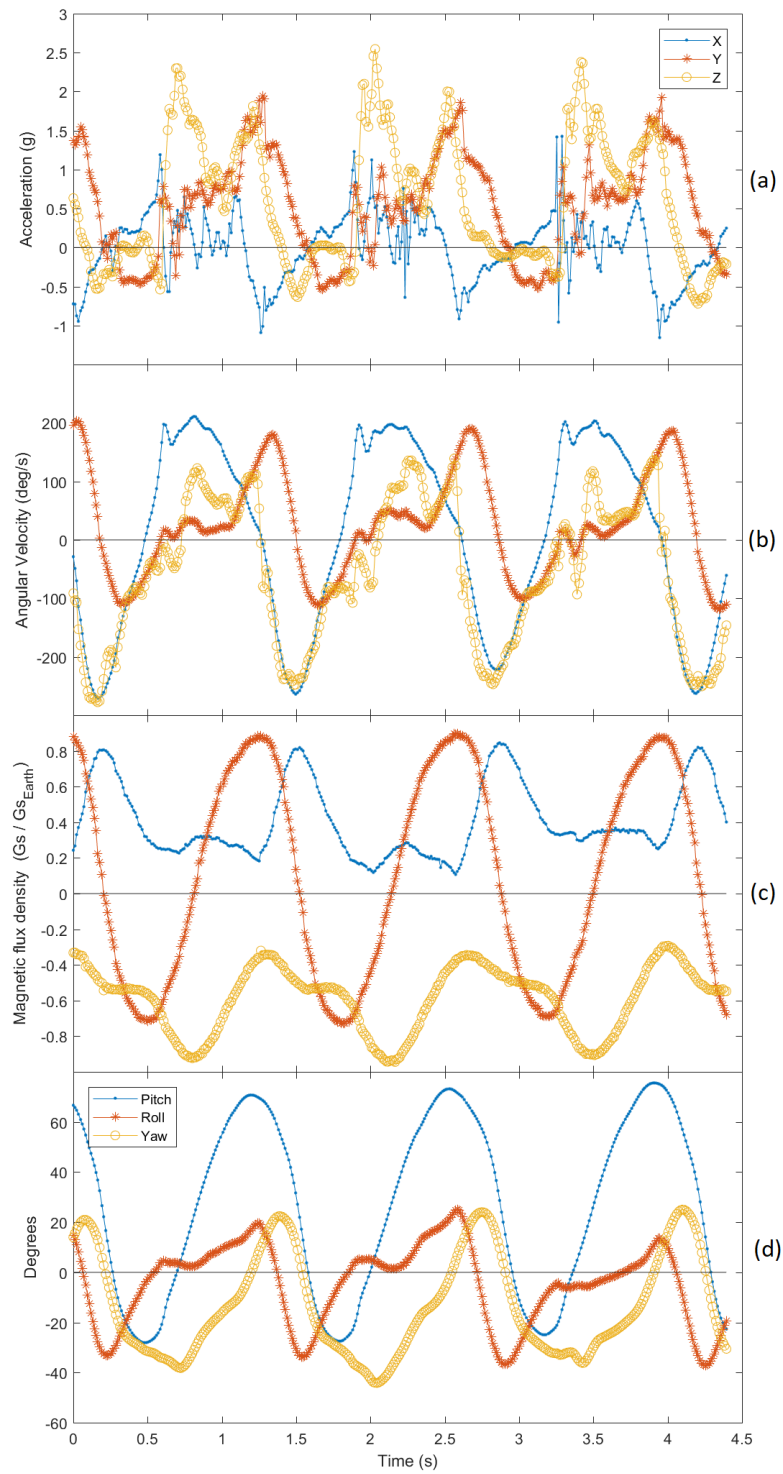 3
2.5
2
1.5
1
0.5
0
-0.5
-1
Acceleration (g)
X
Y
Z
(a)
200
100
0
-100
-200
Angular Velocity (deg/s)
(b)
0.8
0.6
0.4
0.2
0
-0.2
-0.4
-0.6
-0.8
Magnetic flux density (Gs / Gs_Earth)
(c)
60
40
20
0
-20
-40
-60
Degrees
Pitch
Roll
Yaw
(d)
0 0.5 1 1.5 2 2.5 3 3.5 4 4.5
Time (s)